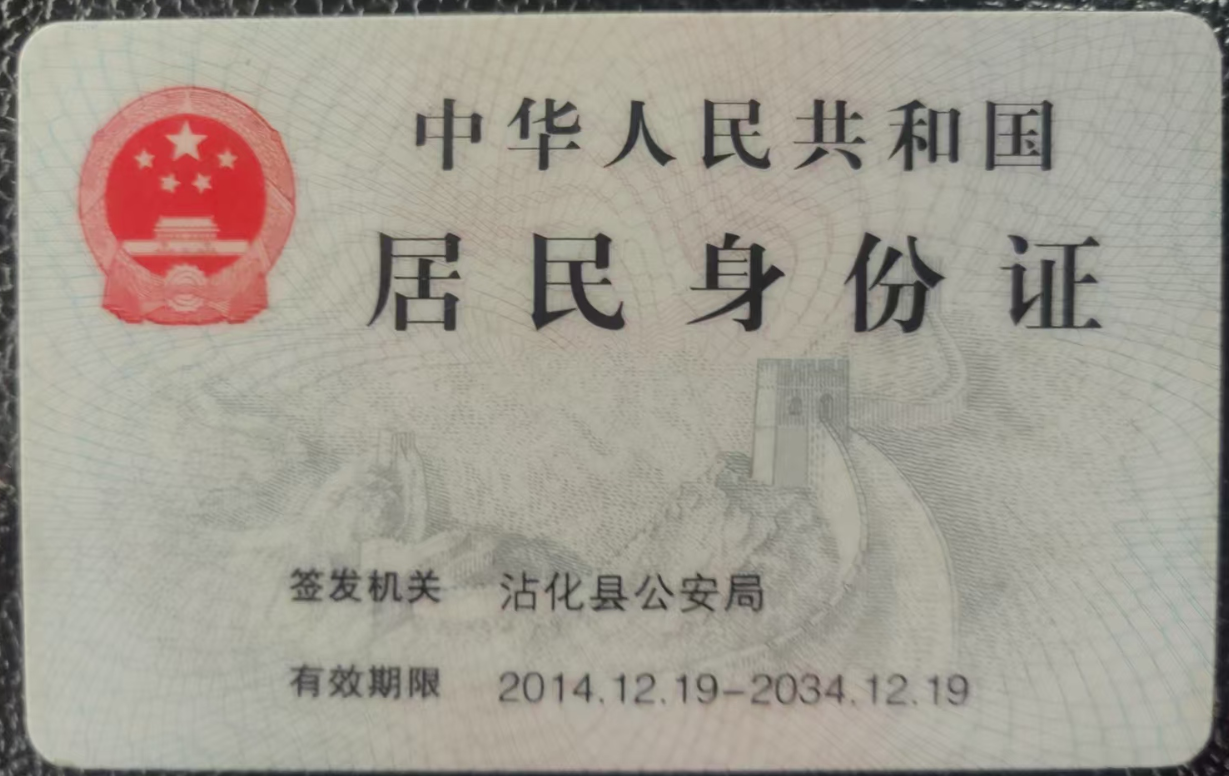 中华人民共和国
居民身份证
签发机关 沾化县公安局
有效期限 2014.12.19-2034.12.19